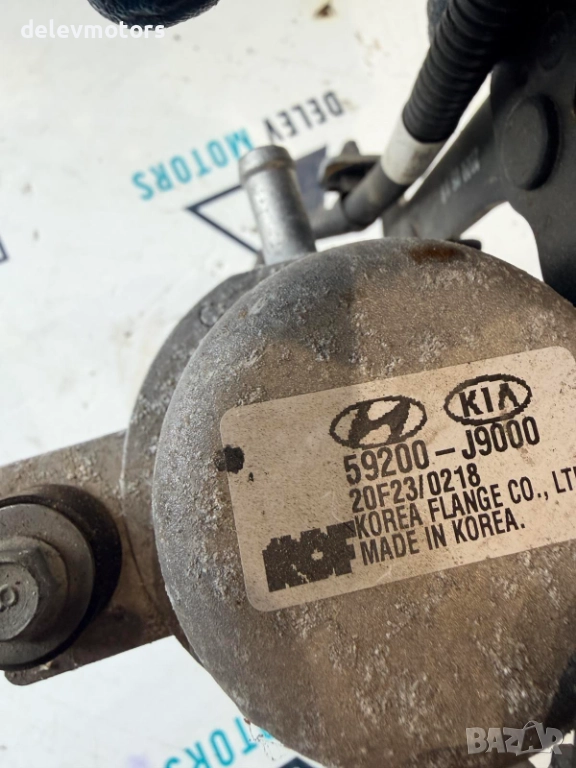 delevmotors
DELEV MOTORS
KIA
59200-J9000
20F23/0218
KOREA FLANGE CO., LT
KOF MADE IN KOREA.
MOTORS
BAZAR